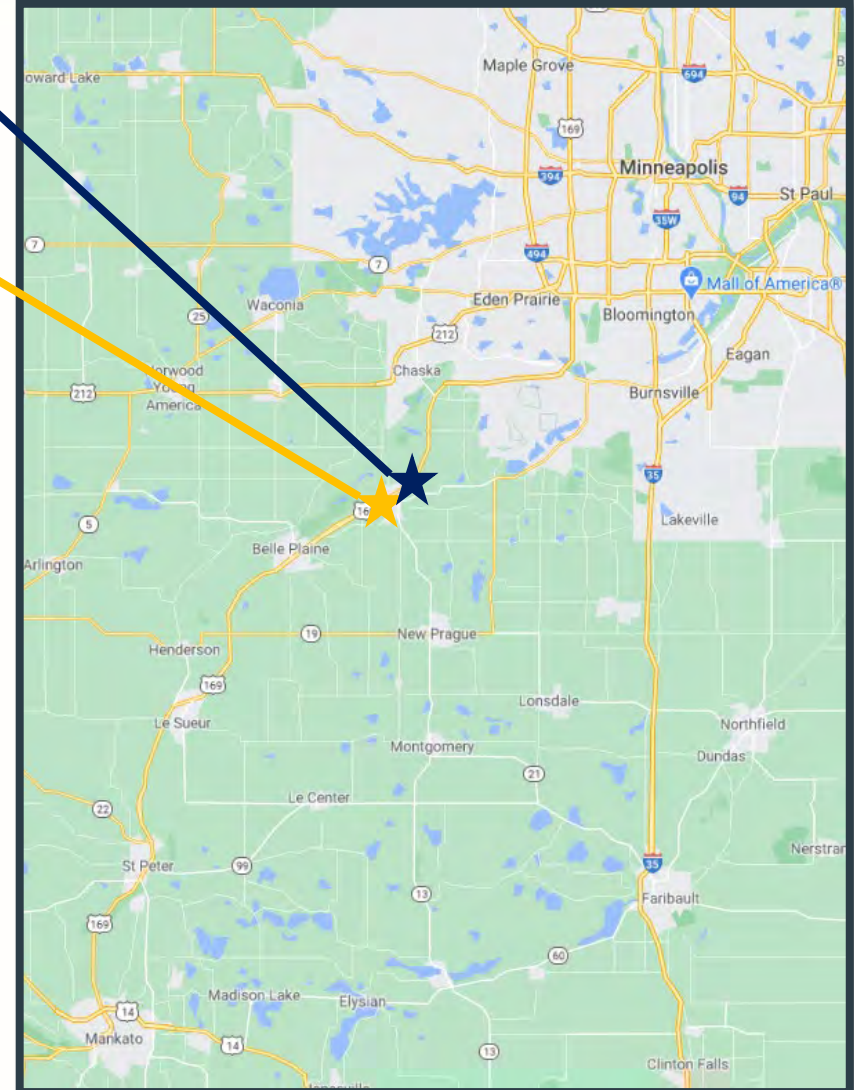 Maple Grove
oward Lake
694
169
Minneapolis
394
94
St Paul
35W
7
494
7
Mall of America®
Eden Prairie
Waconia
Bloomington
25
212
Eagan
Chaska
Burnsville
212
America
35
Lakeville
5
Belle Plaine
Arlington
19
New Prague
Henderson
169
Lonsdale
Le Sueur
Northfield
Montgomery
Dundas
21
Le Center
22
Nerstran
St Peter
99
35
13
Faribault
169
60
Madison Lake
Elysian
14
Mankato
14
13
Clinton Falls